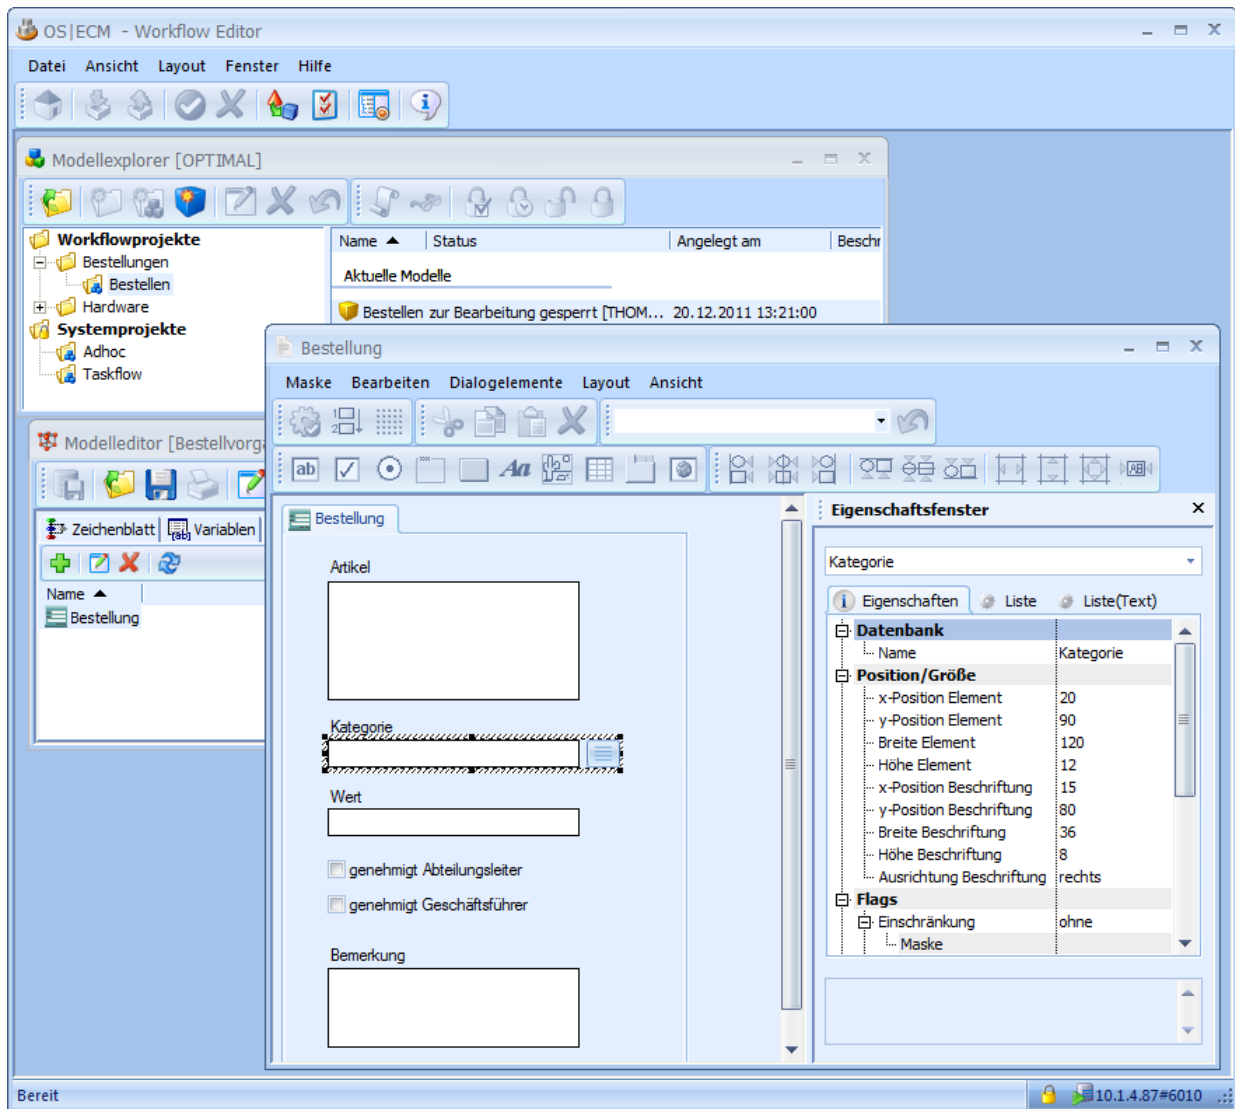 OS|ECM - Workflow Editor
Datei Ansicht Layout Fenster Hilfe
Modellexplorer [OPTIMAL]
Workflowprojekte
Bestellungen
Bestellen
Hardware
Systemprojekte
Adhoc
Taskflow
Name Status Angelegt am Beschr
Aktuelle Modelle
Bestellen zur Bearbeitung gesperrt [THOM... 20.12.2011 13:21:00
Modelleditor [Bestellvorga
Zeichenblatt Variablen
Name
Bestellung
Bestellung
Maske Bearbeiten Dialogelemente Layout Ansicht
Bestellung
Artikel
Kategorie
Wert
genehmigt Abteilungsleiter
genehmigt Geschäftsführer
Bemerkung
Eigenschaftsfenster
Kategorie
Eigenschaften Liste Liste(Text)
Datenbank
Name Kategorie
Position/Größe
x-Position Element 20
y-Position Element 90
Breite Element 120
Höhe Element 12
x-Position Beschriftung 15
y-Position Beschriftung 80
Breite Beschriftung 36
Höhe Beschriftung 8
Ausrichtung Beschriftung rechts
Flags
Einschränkung ohne
Maske
Bereit
10.1.4.87#6010